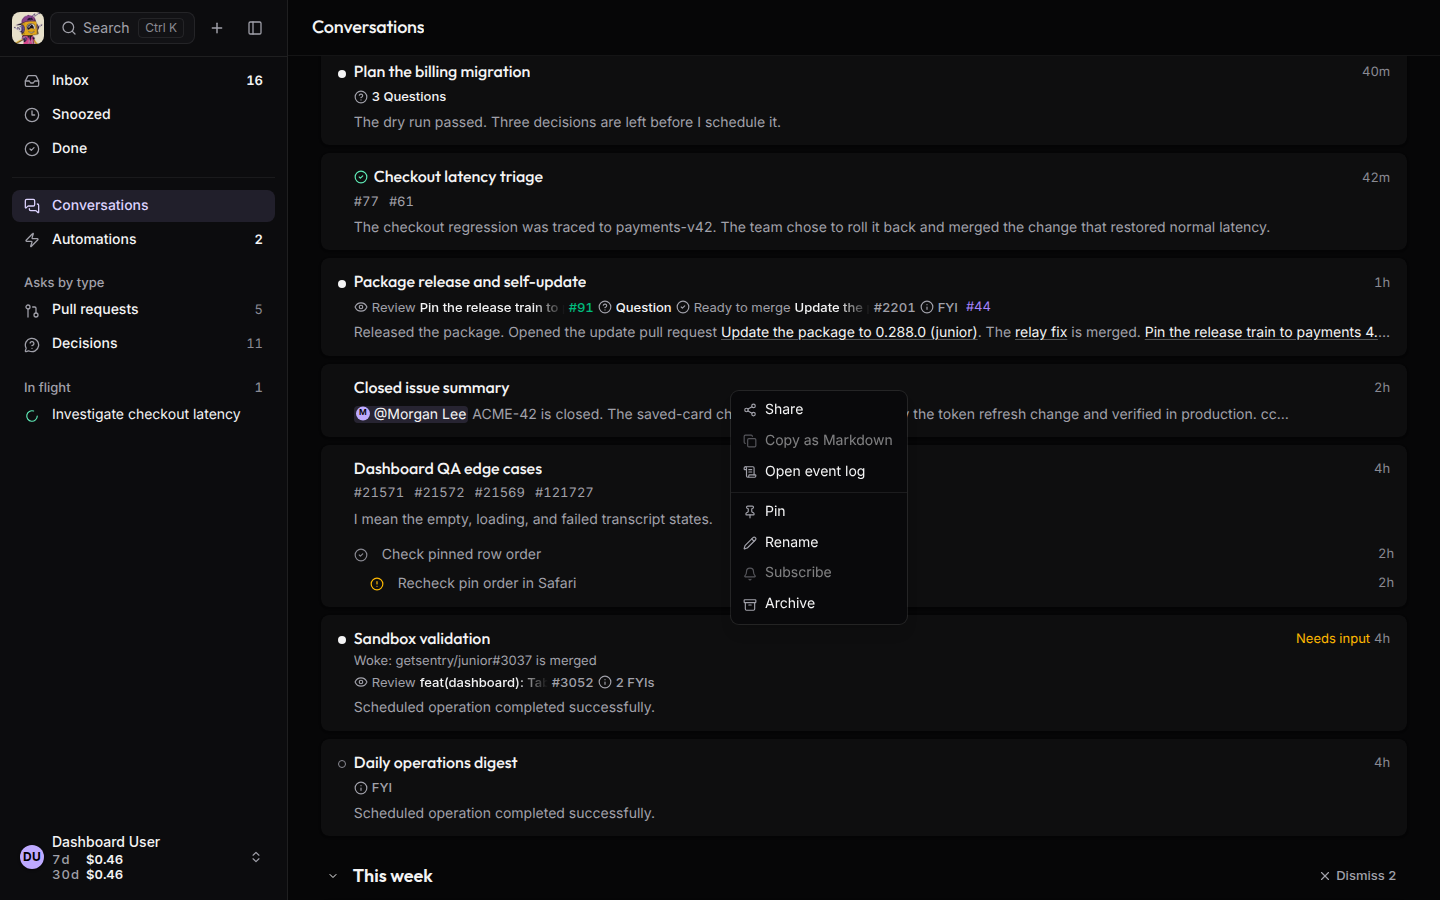 Search Ctrl K
Conversations
Inbox 16
Snoozed
Done
Conversations
Automations 2
Asks by type
Pull requests 5
Decisions 11
In flight 1
Investigate checkout latency
Dashboard User
DU
7d $0.46
30d $0.46
Plan the billing migration 40m
3 Questions
The dry run passed. Three decisions are left before I schedule it.
Checkout latency triage 42m
#77 #61
The checkout regression was traced to payments-v42. The team chose to roll it back and merged the change that restored normal latency.
Package release and self-update 1h
Review Pin the release train to #91 Question Ready to merge Update the #2201 FYI #44
Released the package. Opened the update pull request Update the package to 0.288.0 (junior). The relay fix is merged. Pin the release train to payments 4....
Closed issue summary 2h
M @Morgan Lee ACME-42 is closed. The saved-card ch the token refresh change and verified in production. cc...
Share
Copy as Markdown
Open event log
Pin
Rename
Subscribe
Archive
Dashboard QA edge cases 4h
#21571 #21572 #21569 #121727
I mean the empty, loading, and failed transcript states.
Check pinned row order 2h
Recheck pin order in Safari 2h
Sandbox validation Needs input 4h
Woke: getsentry/junior#3037 is merged
Review feat(dashboard): Ta #3052 2 FYIs
Scheduled operation completed successfully.
Daily operations digest 4h
FYI
Scheduled operation completed successfully.
This week Dismiss 2